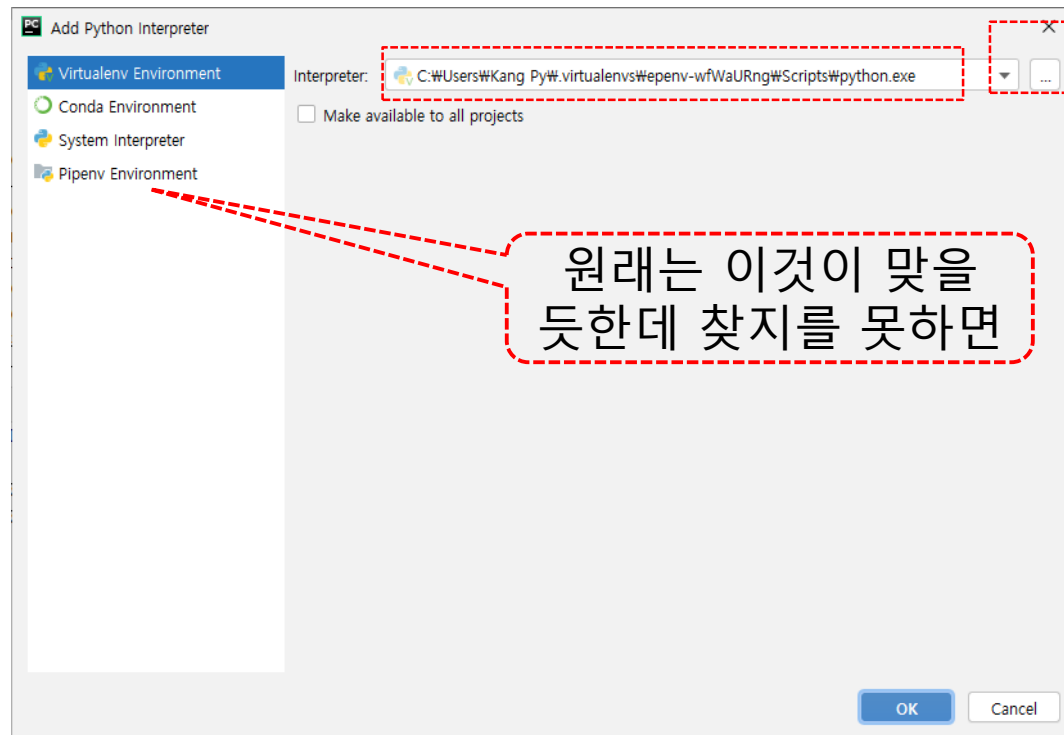 PC Add Python Interpreter
Virtualenv Environment
Interpreter: C:₩Users₩Kang Py₩.virtualenvs₩epenv-wfWaURng₩Scripts₩python.exe ...
Conda Environment
Make available to all projects
System Interpreter
Pipenv Environment
원래는 이것이 맞을
듯한데 찾지를 못하면
OK Cancel